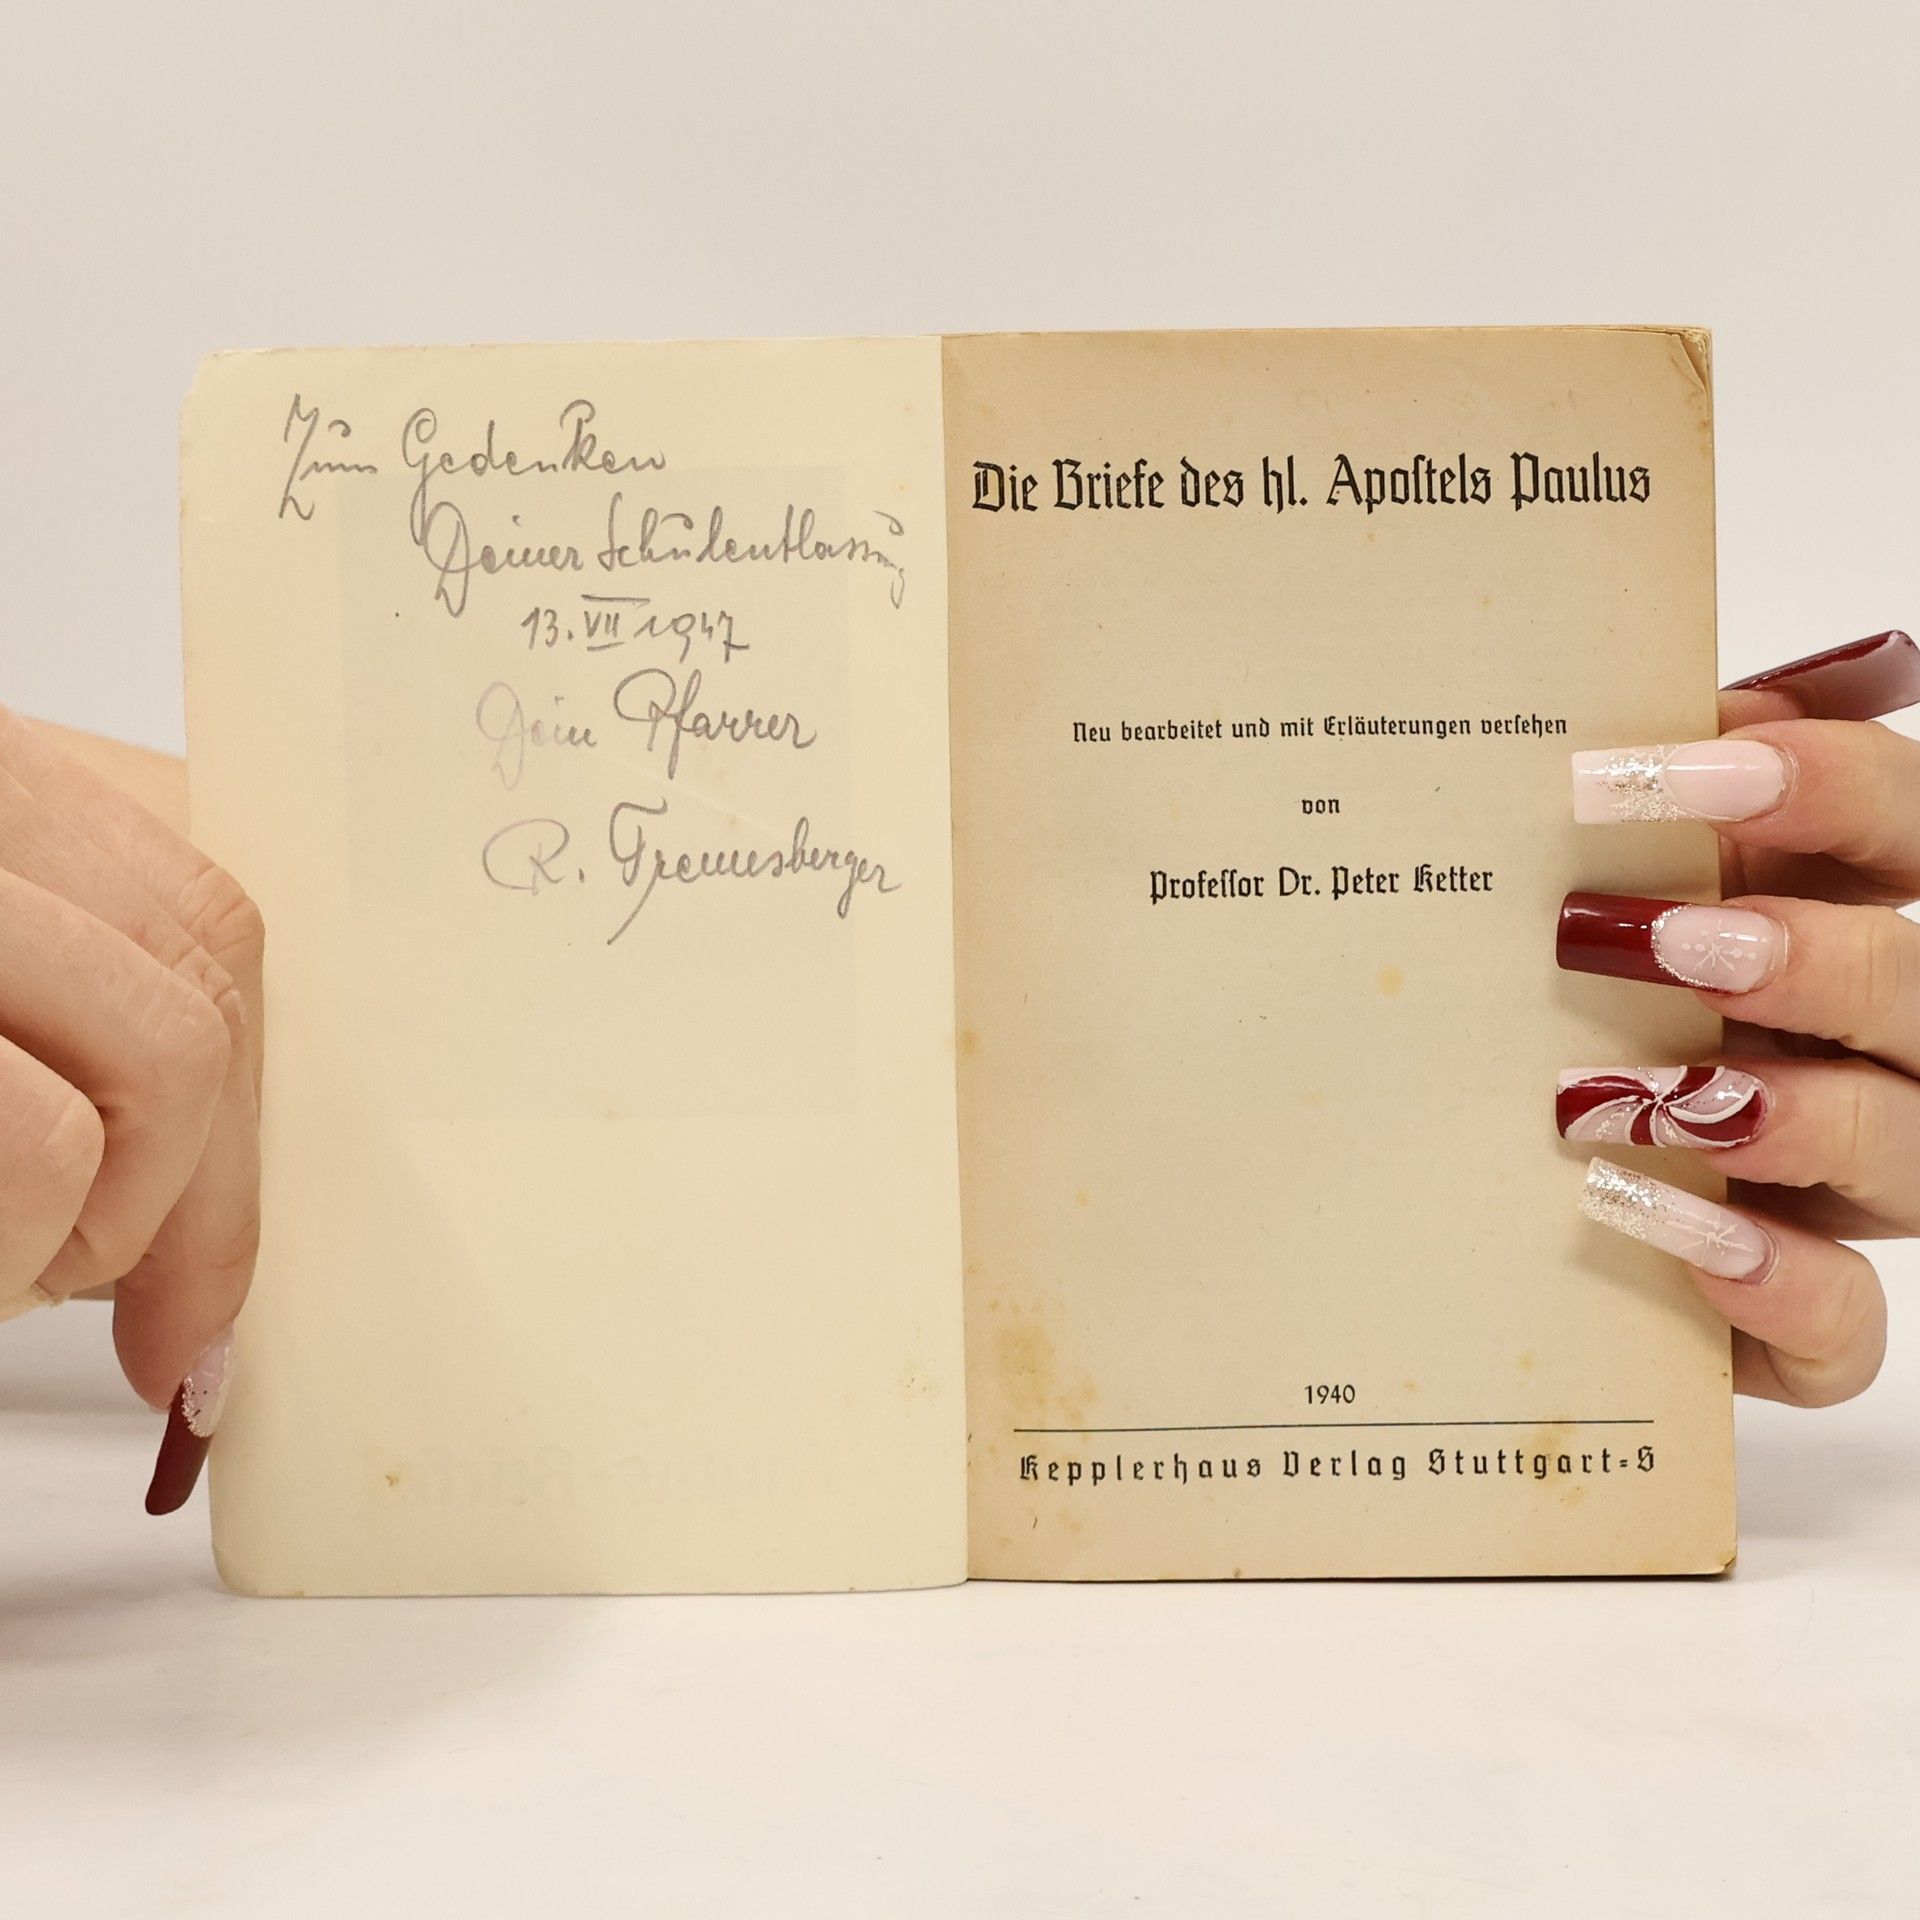 Zum Gedenken
Deiner Schulentlassung
13. VII 1947
Dein Pfarrer
R.
Die Briefe des hl. Apoſtels Paulus
Neu bearbeitet und mit Erläuterungen verſehen
von
Profeſſor Dr. Peter Ketter
1940
Kepplerhaus Verlag Stuttgart=S